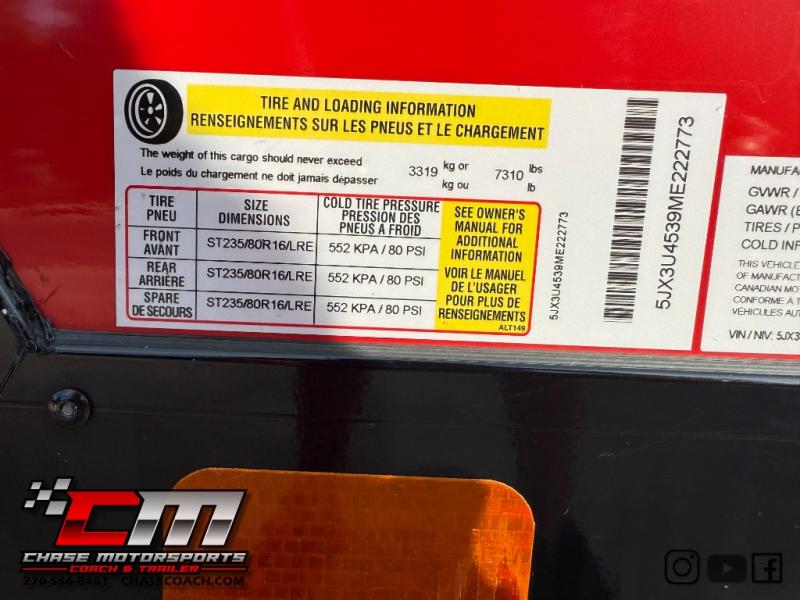 TIRE AND LOADING INFORMATION
RENSEIGNEMENTS SUR LES PNEUS ET LE CHARGEMENT
The weight of this cargo should never exceed 3319 kg or 7310 lbs
Le poids du chargement ne doit jamais dépasser kg ou lb
TIRE PNEU
SIZE DIMENSIONS
COLD TIRE PRESSURE
PRESSION DES
PNEUS A FROID
FRONT AVANT
ST235/80R16/LRE
552 KPA / 80 PSI
REAR ARRIÈRE
ST235/80R16/LRE
552 KPA / 80 PSI
SPARE DE SECOURS
ST235/80R16/LRE
552 KPA / 80 PSI
SEE OWNER'S
MANUAL FOR
ADDITIONAL
INFORMATION
VOIR LE MANUEL
DE L'USAGER
POUR PLUS DE
RENSEIGNEMENTS
ALT149
5JX3U4539ME222773
5JX3U4539ME222773
MANUFA
GVWR /
GAWR (E
TIRES / P
COLD INF
THIS VEHICLE
OF MANUFAC
CANADIAN MOT
CONFORME À T
VÉHICULES AUT
VIN / NIV: 5JX3
CM
CHASE MOTORSPORTS
COACH & TRAILER
270-556-8461 CHASECOACH.COM